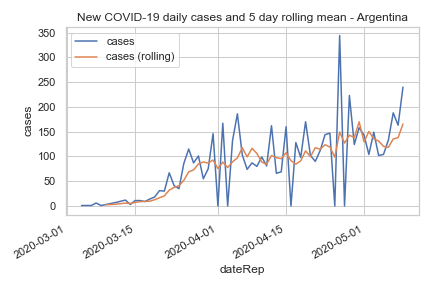 New COVID-19 daily cases and 5 day rolling mean - Argentina
cases
cases (rolling)
350
300
250
200
150
100
50
0
cases
2020-03-01
2020-03-15
2020-04-01
2020-04-15
2020-05-01
dateRep